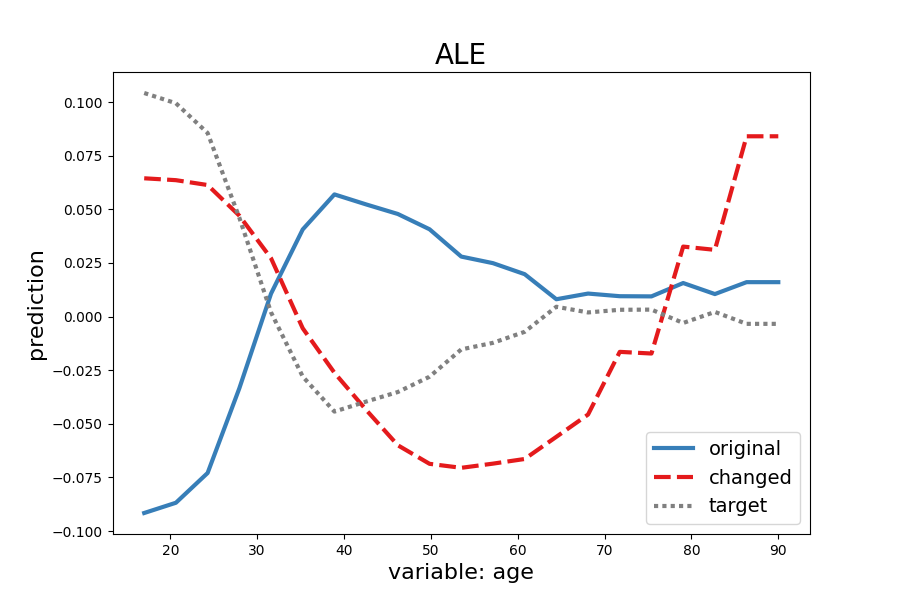 ALE
prediction
0.100
0.075
0.050
0.025
0.000
−0.025
−0.050
−0.075
−0.100
original
changed
target
20 30 40 50 60 70 80 90
variable: age